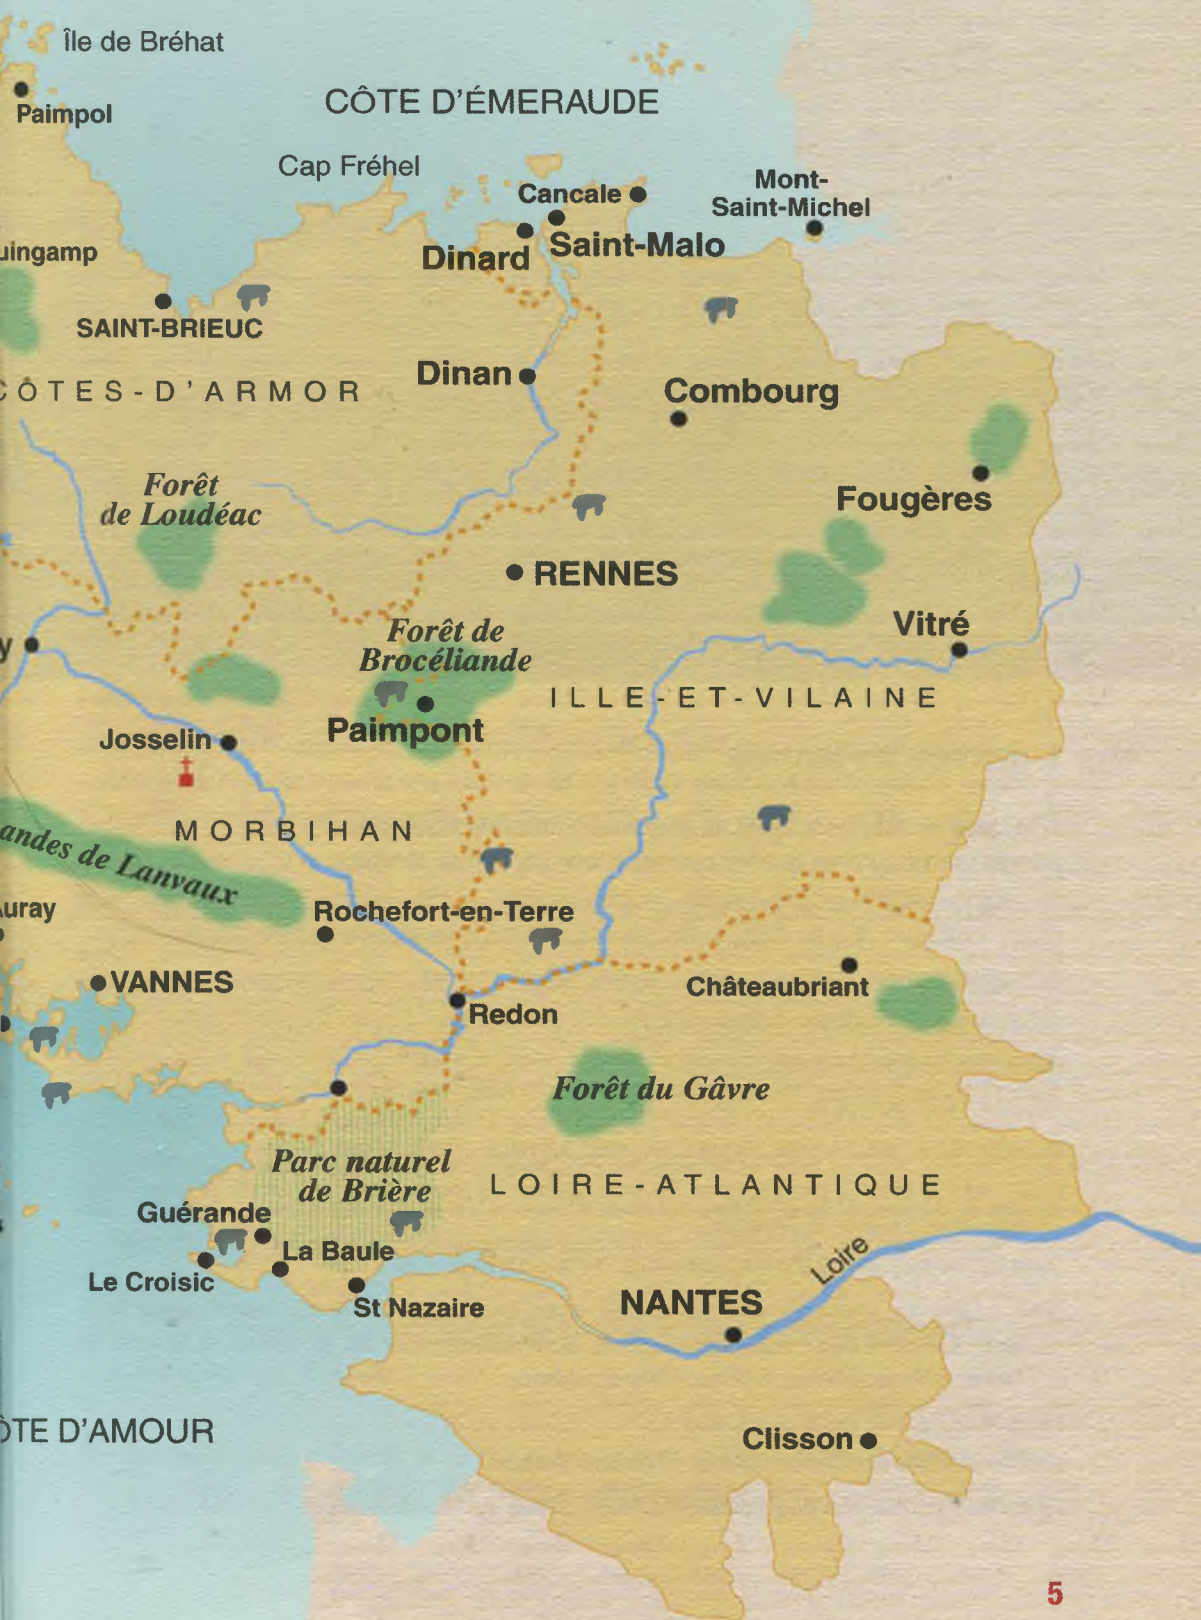 Île de Bréhat
Paimpol
CÔTE D'ÉMERAUDE
Cap Fréhel
Cancale
Mont-
Saint-Michel
Dinard
Saint-Malo
uingamp
SAINT-BRIEUC
CÔTES-D'ARMOR
Dinan
Combourg
Forêt
de Loudéac
Fougères
RENNES
Vitré
y
Forêt de
Brocéliande
ILLE-ET-VILAINE
Paimpont
Josselin
MORBIHAN
andes de Lanvaux
uray
Rochefort-en-Terre
VANNES
Châteaubriant
Redon
Forêt du Gâvre
Parc naturel
de Brière
LOIRE-ATLANTIQUE
Guérande
La Baule
Le Croisic
St Nazaire
Loire
NANTES
ÔTE D'AMOUR
Clisson
5